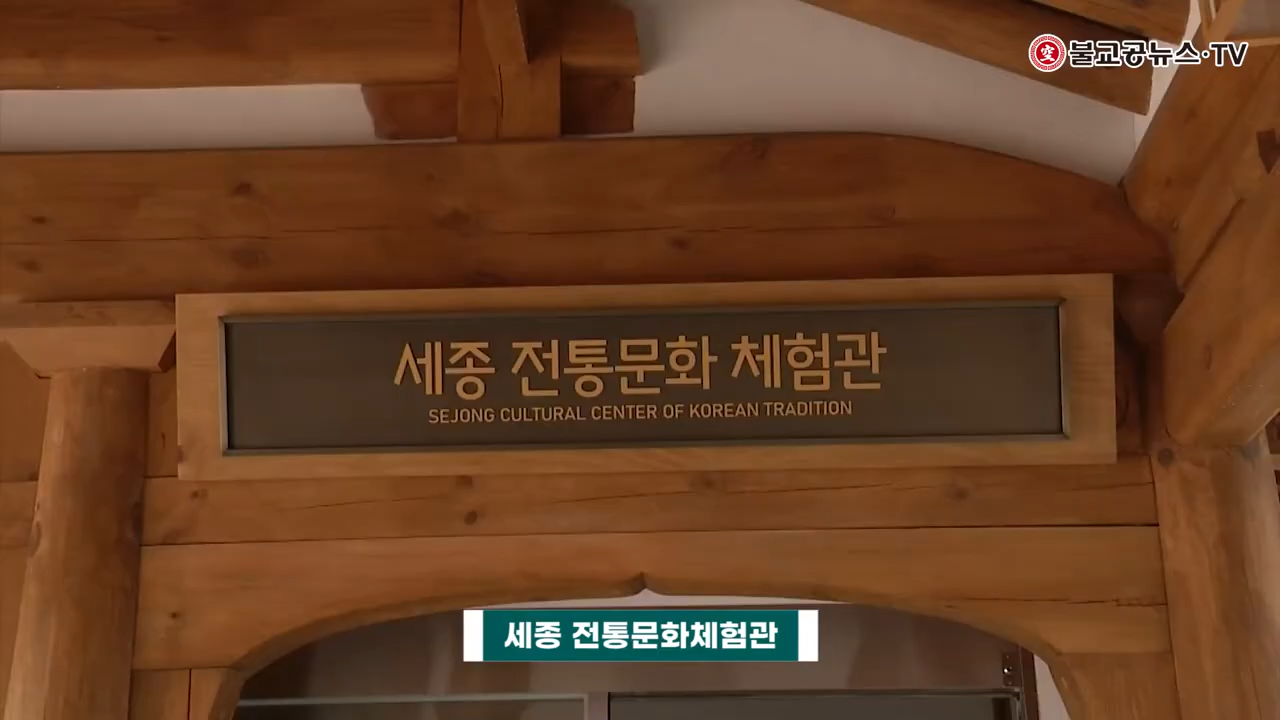 空 불교공뉴스·TV
세종 전통문화 체험관
SEJONG CULTURAL CENTER OF KOREAN TRADITION
세종 전통문화체험관